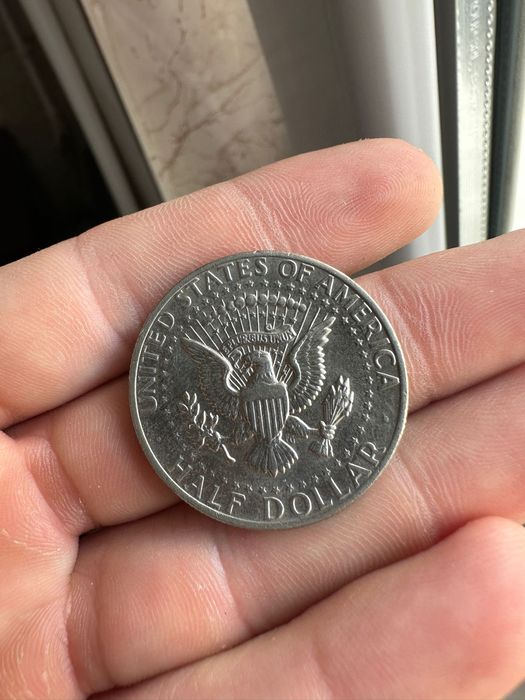 UNITED STATES OF AMERICA
E PLURIBUS UNUM
HALF DOLLAR